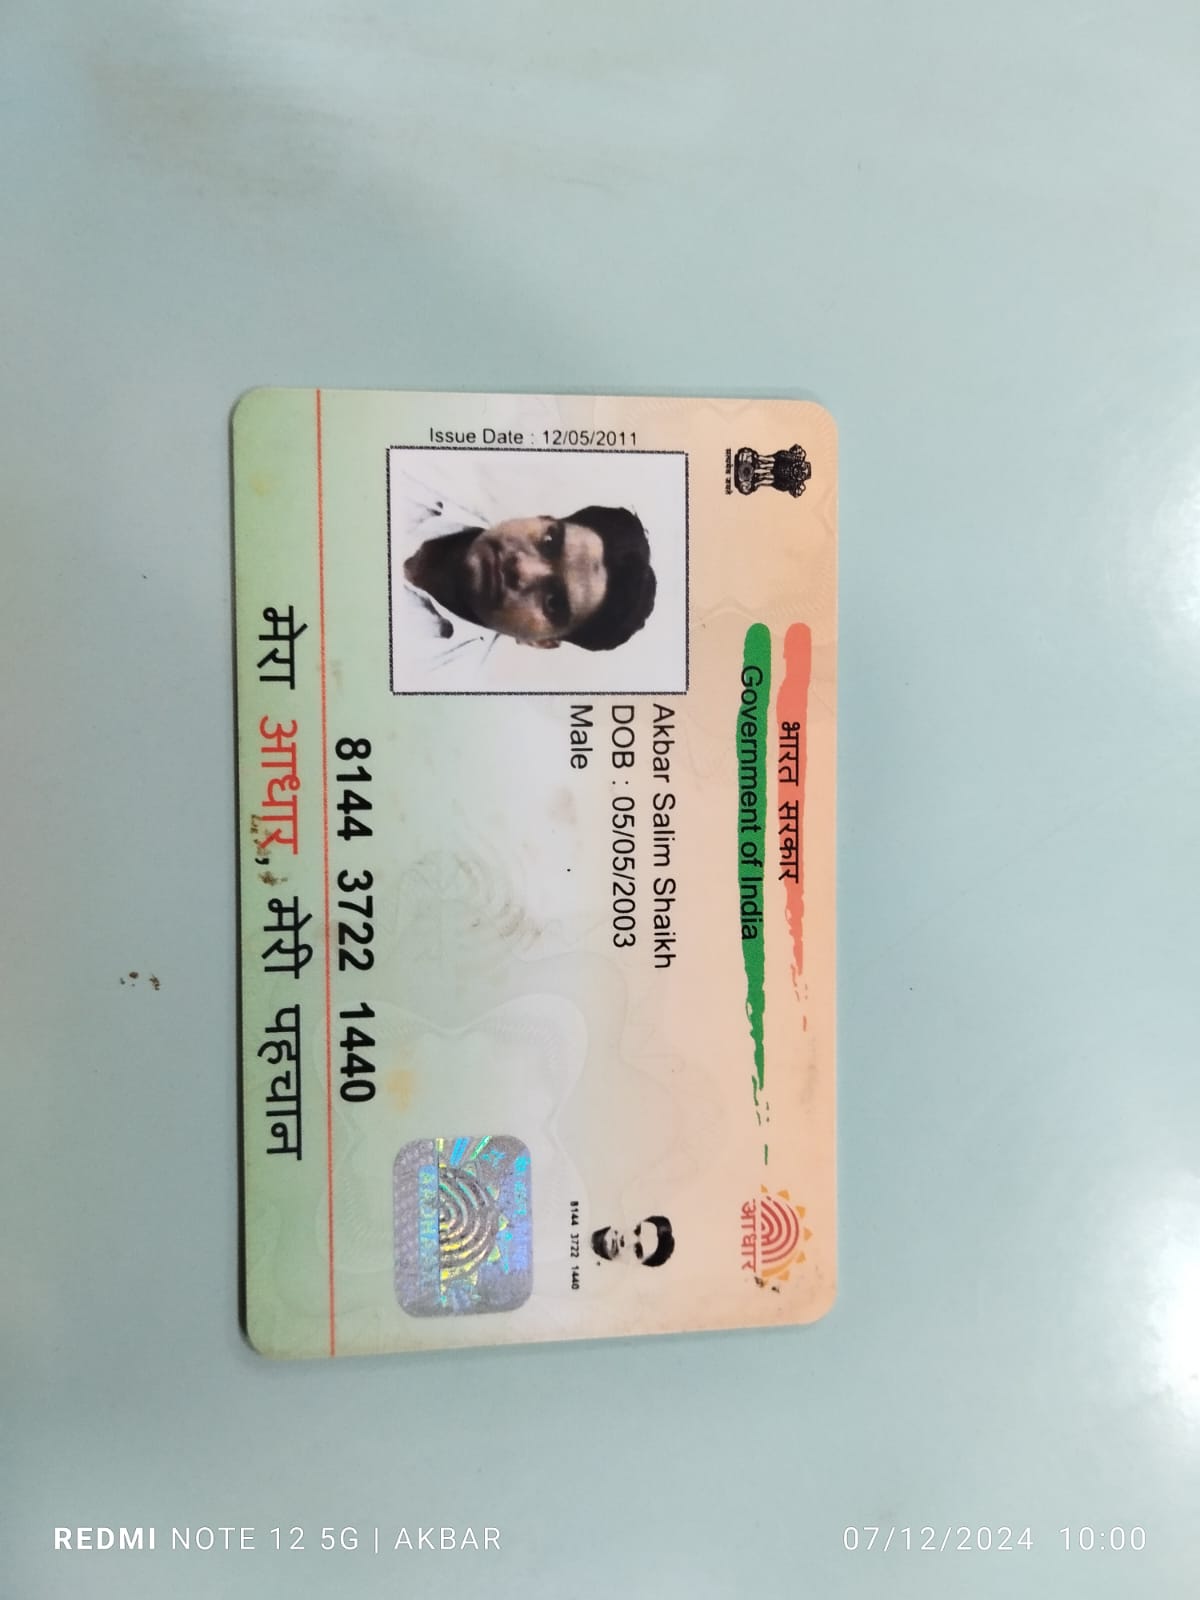 भारत सरकार
Government of India
सत्यमेव जयते
आधार
Issue Date : 12/05/2011
Akbar Salim Shaikh
DOB : 05/05/2003
Male
8144 3722 1440
8144 3722 1440
मेरा आधार, मेरी पहचान
REDMI NOTE 12 5G | AKBAR
07/12/2024 10:00